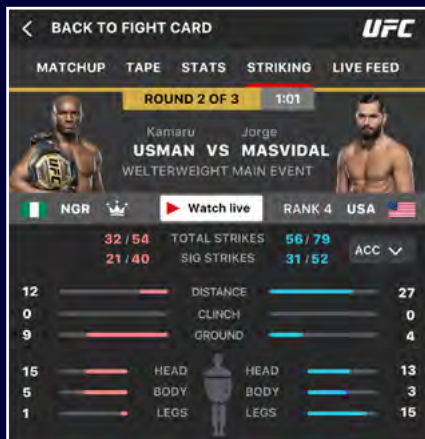 BACK TO FIGHT CARD
UFC
MATCHUP TAPE STATS STRIKING LIVE FEED
ROUND 2 OF 3 1:01
Kamaru Jorge
USMAN VS MASVIDAL
WELTERWEIGHT MAIN EVENT
NGR Watch live RANK 4 USA
32 / 54 TOTAL STRIKES 56 / 79
21 / 40 SIG STRIKES 31 / 52
ACC
12 DISTANCE 27
0 CLINCH 0
9 GROUND 4
15 HEAD HEAD 13
5 BODY BODY 3
1 LEGS LEGS 15